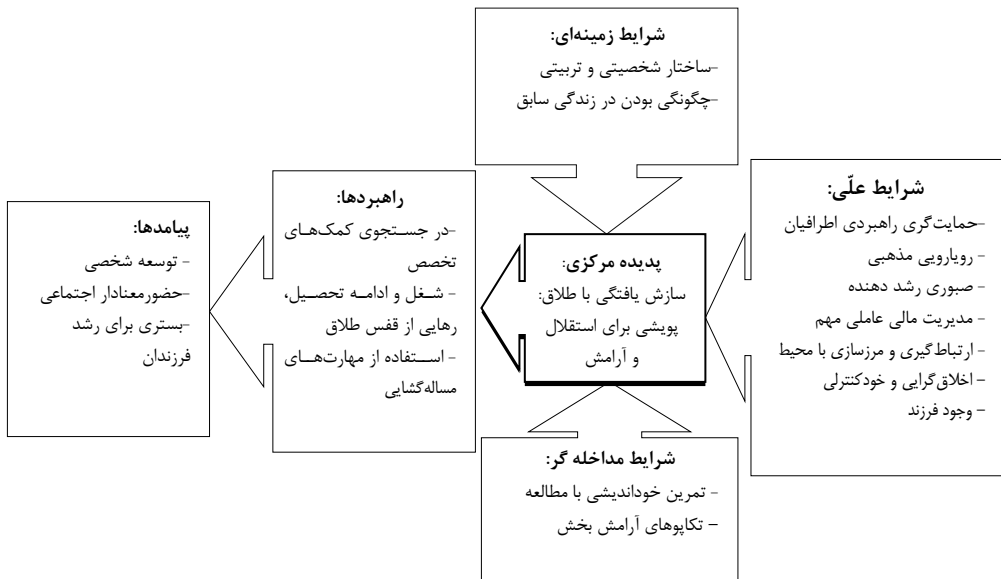 شرایط زمینه‌ای:
-ساختار شخصیتی و تربیتی
-چگونگی بودن در زندگی سابق
شرایط علّی:
-حمایت‌گری راهبردی اطرافیان
- رویارویی مذهبی
- صبوری رشد دهنده
- مدیریت مالی عاملی مهم
- ارتباط‌گیری و مرزسازی با محیط
- اخلاق‌گرایی و خودکنترلی
- وجود فرزند
پدیده مرکزی:
سازش یافتگی با طلاق:
پویشی برای استقلال
و آرامش
راهبردها:
-در جستجوی کمک‌های
تخصص
- شغل و ادامه تحصیل،
رهایی از قفس طلاق
- استفاده از مهارت‌های
مساله‌گشایی
پیامدها:
- توسعه شخصی
-حضورمعنادار اجتماعی
-بستری برای رشد
فرزندان
شرایط مداخله گر:
- تمرین خوداندیشی با مطالعه
- تکاپوهای آرامش بخش